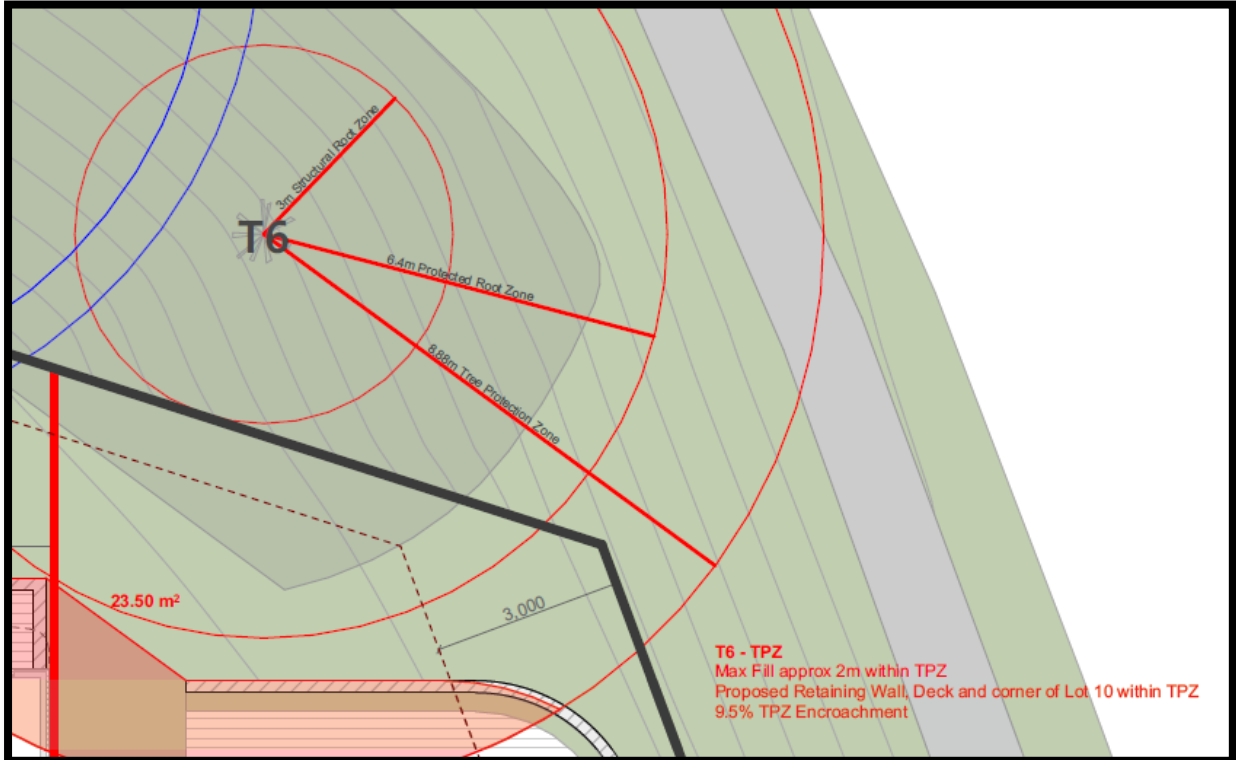 3m Structural Root Zone
T6
6.4m Protected Root Zone
8.88m Tree Protection Zone
23.50 m²
3,000
T6 - TPZ
Max Fill approx 2m within TPZ
Proposed Retaining Wall, Deck and corner of Lot 10 within TPZ
9.5% TPZ Encroachment